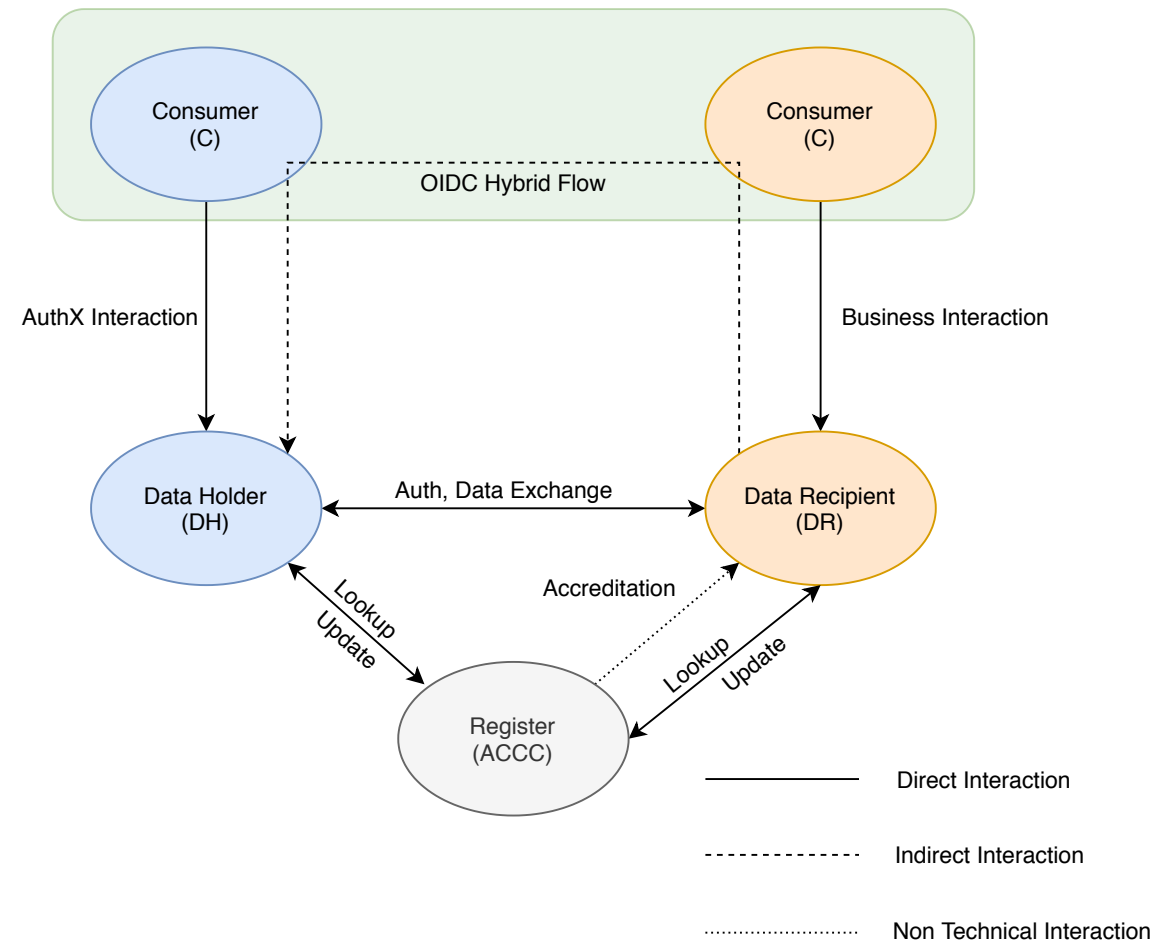 Consumer
(C)
Consumer
(C)
OIDC Hybrid Flow
AuthX Interaction
Business Interaction
Data Holder
(DH)
Auth, Data Exchange
Data Recipient
(DR)
Lookup
Update
Accreditation
Lookup
Update
Register
(ACCC)
Direct Interaction
Indirect Interaction
Non Technical Interaction